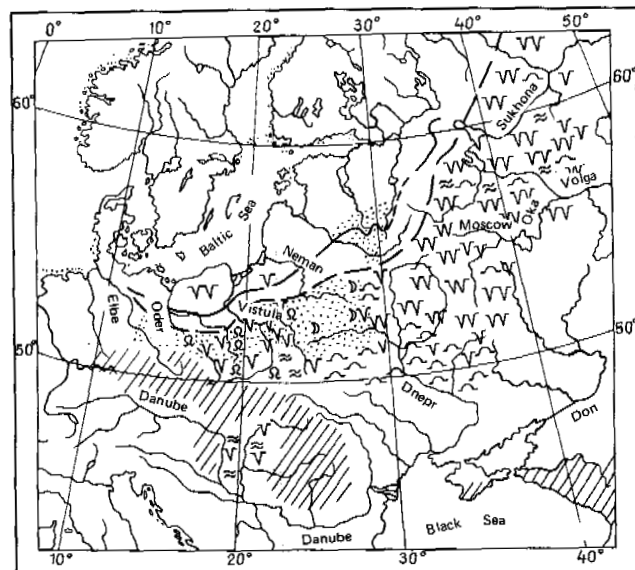 0° 10° 20° 30° 40° 50°
60° 60°
Sukhona
Volga
Oka
Moscow
Baltic Sea
Neman
Vistula
Elbe
Oder
50° 50°
Dnepr
Danube
Don
Black Sea
Danube
10° 20° 30° 40°